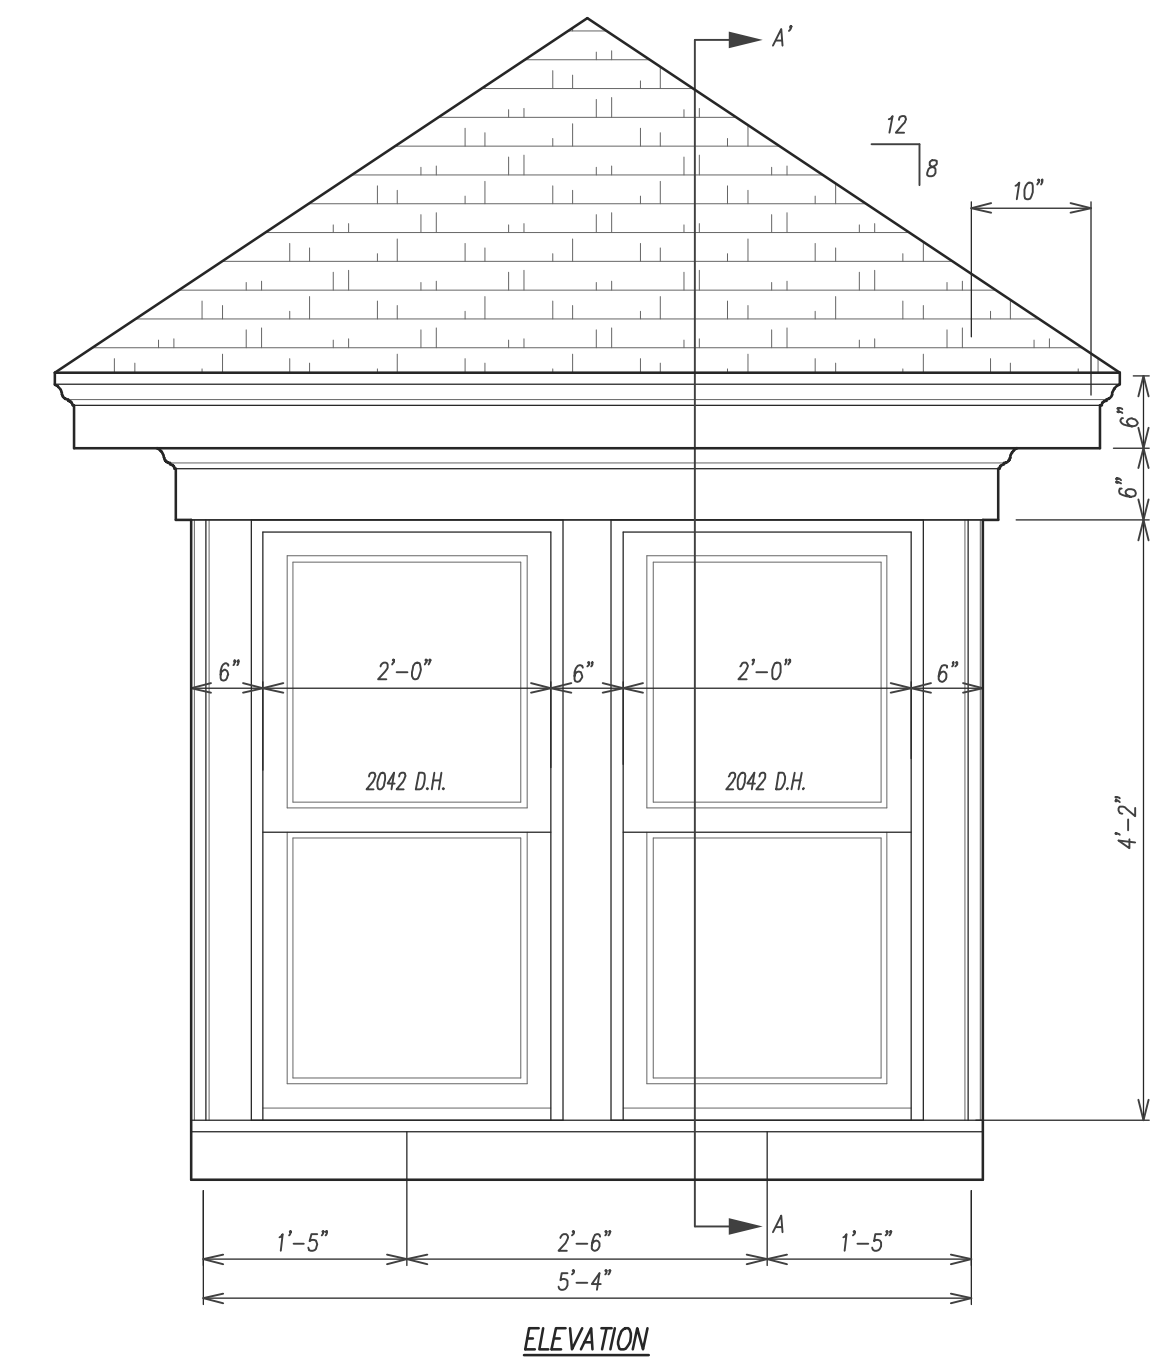 A'
12
8
10"
6"
6"
6" 2'-0" 6" 2'-0" 6"
2042 D.H. 2042 D.H.
4'-2"
A
1'-5" 2'-6" 1'-5"
5'-4"
ELEVATION